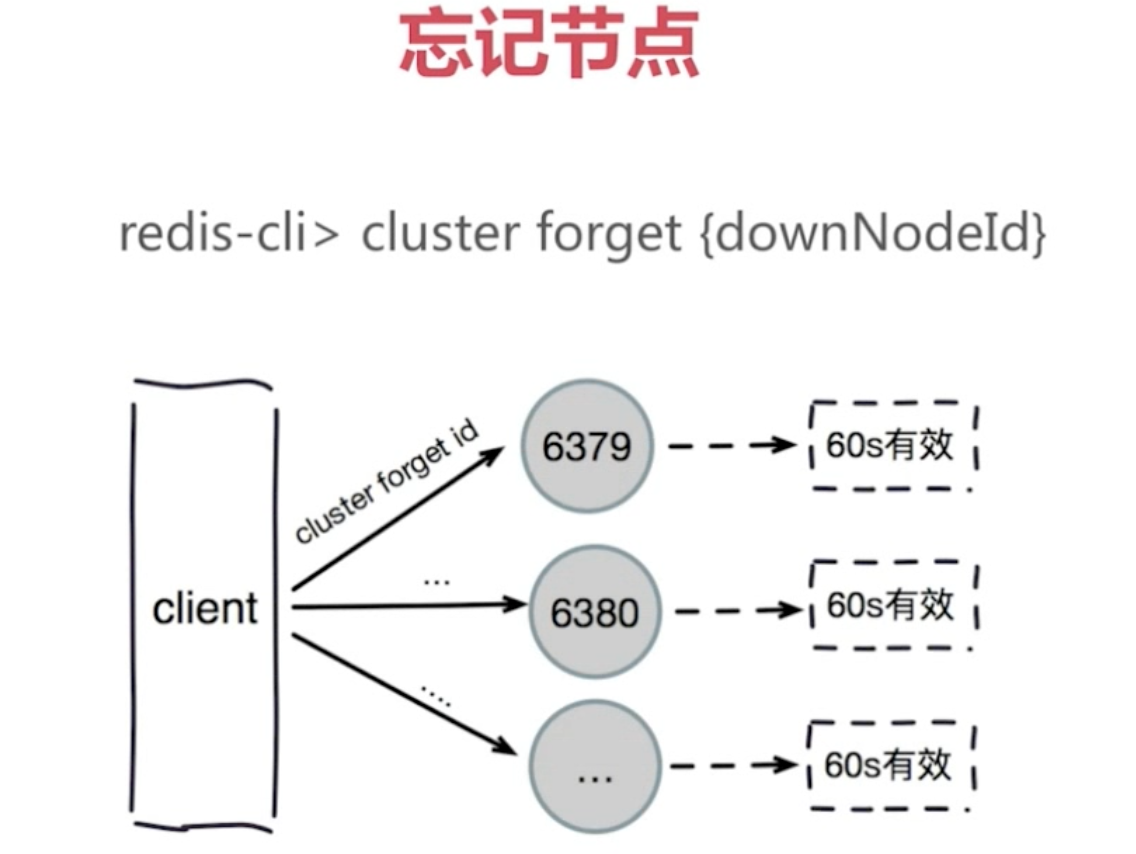 忘记节点
redis-cli> cluster forget {downNodeId}
cluster forget id
6379
60s有效
client
...
6380
60s有效
....
...
60s有效